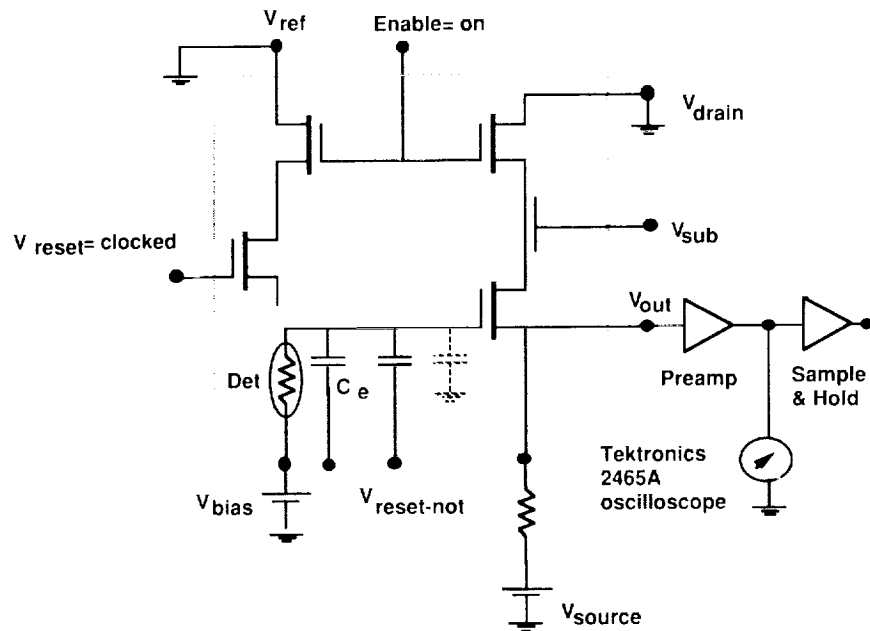 V ref
Enable= on
V drain
V reset= clocked
V sub
V out
Det
C e
Preamp
Sample
& Hold
V bias
V reset-not
Tektronics
2465A
oscilloscope
V source